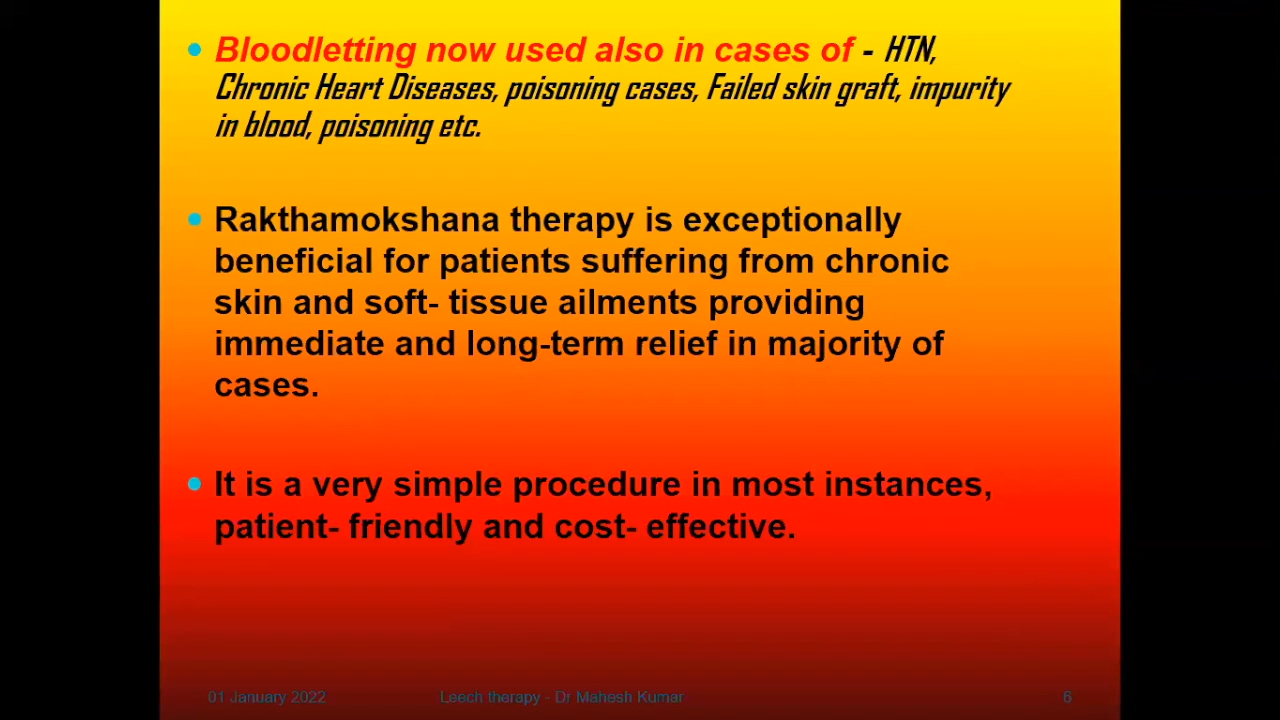 Bloodletting now used also in cases of - HTN,
Chronic Heart Diseases, poisoning cases, Failed skin graft, impurity
in blood, poisoning etc.
Rakthamokshana therapy is exceptionally
beneficial for patients suffering from chronic
skin and soft- tissue ailments providing
immediate and long-term relief in majority of
cases.
It is a very simple procedure in most instances,
patient- friendly and cost- effective.
01 January 2022 Leech therapy - Dr Mahesh Kumar 6